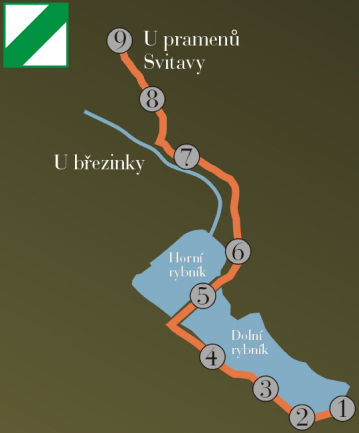 9
U pramenů
Svitavy
8
U březinky
7
6
Horní
rybník
5
Dolní
rybník
4
3
2
1